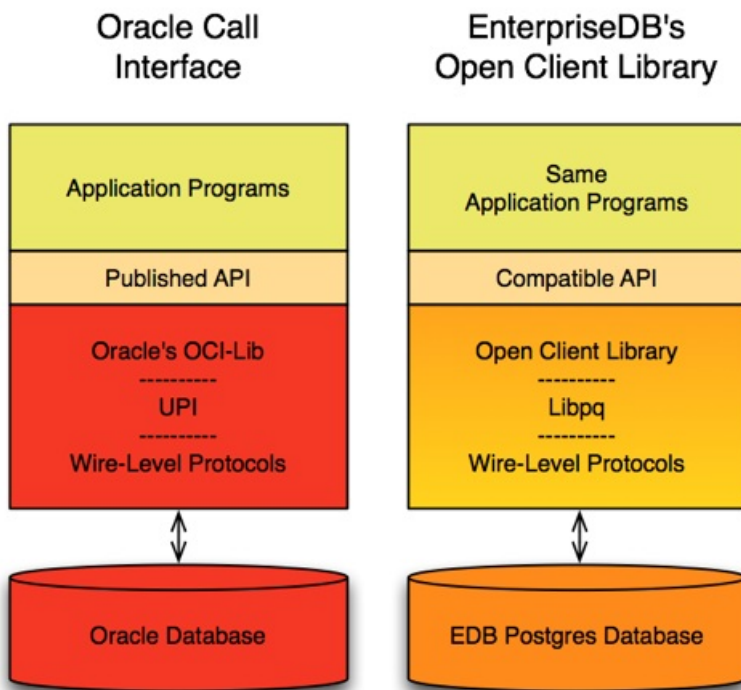 Oracle Call
Interface
Application Programs
Published API
Oracle's OCI-Lib
----------
UPI
----------
Wire-Level Protocols
Oracle Database
EnterpriseDB's
Open Client Library
Same
Application Programs
Compatible API
Open Client Library
----------
Libpq
----------
Wire-Level Protocols
EDB Postgres Database